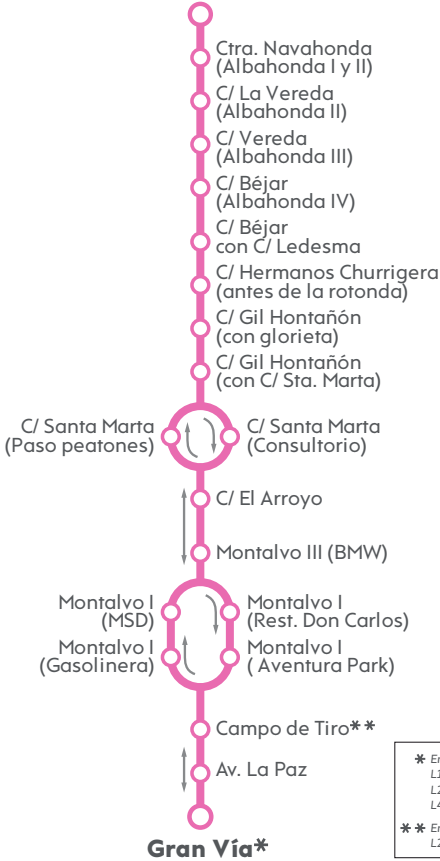 Ctra. Navahonda
(Albahonda I y II)
C/ La Vereda
(Albahonda II)
C/ Vereda
(Albahonda III)
C/ Béjar
(Albahonda IV)
C/ Béjar
con C/ Ledesma
C/ Hermanos Churrigera
(antes de la rotonda)
C/ Gil Hontañón
(con glorieta)
C/ Gil Hontañón
(con C/ Sta. Marta)
C/ Santa Marta
(Paso peatones)
C/ Santa Marta
(Consultorio)
C/ El Arroyo
Montalvo III (BMW)
Montalvo I
(MSD)
Montalvo I
(Rest. Don Carlos)
Montalvo I
(Gasolinera)
Montalvo I
( Aventura Park)
Campo de Tiro**
Av. La Paz
Gran Vía*
*
**